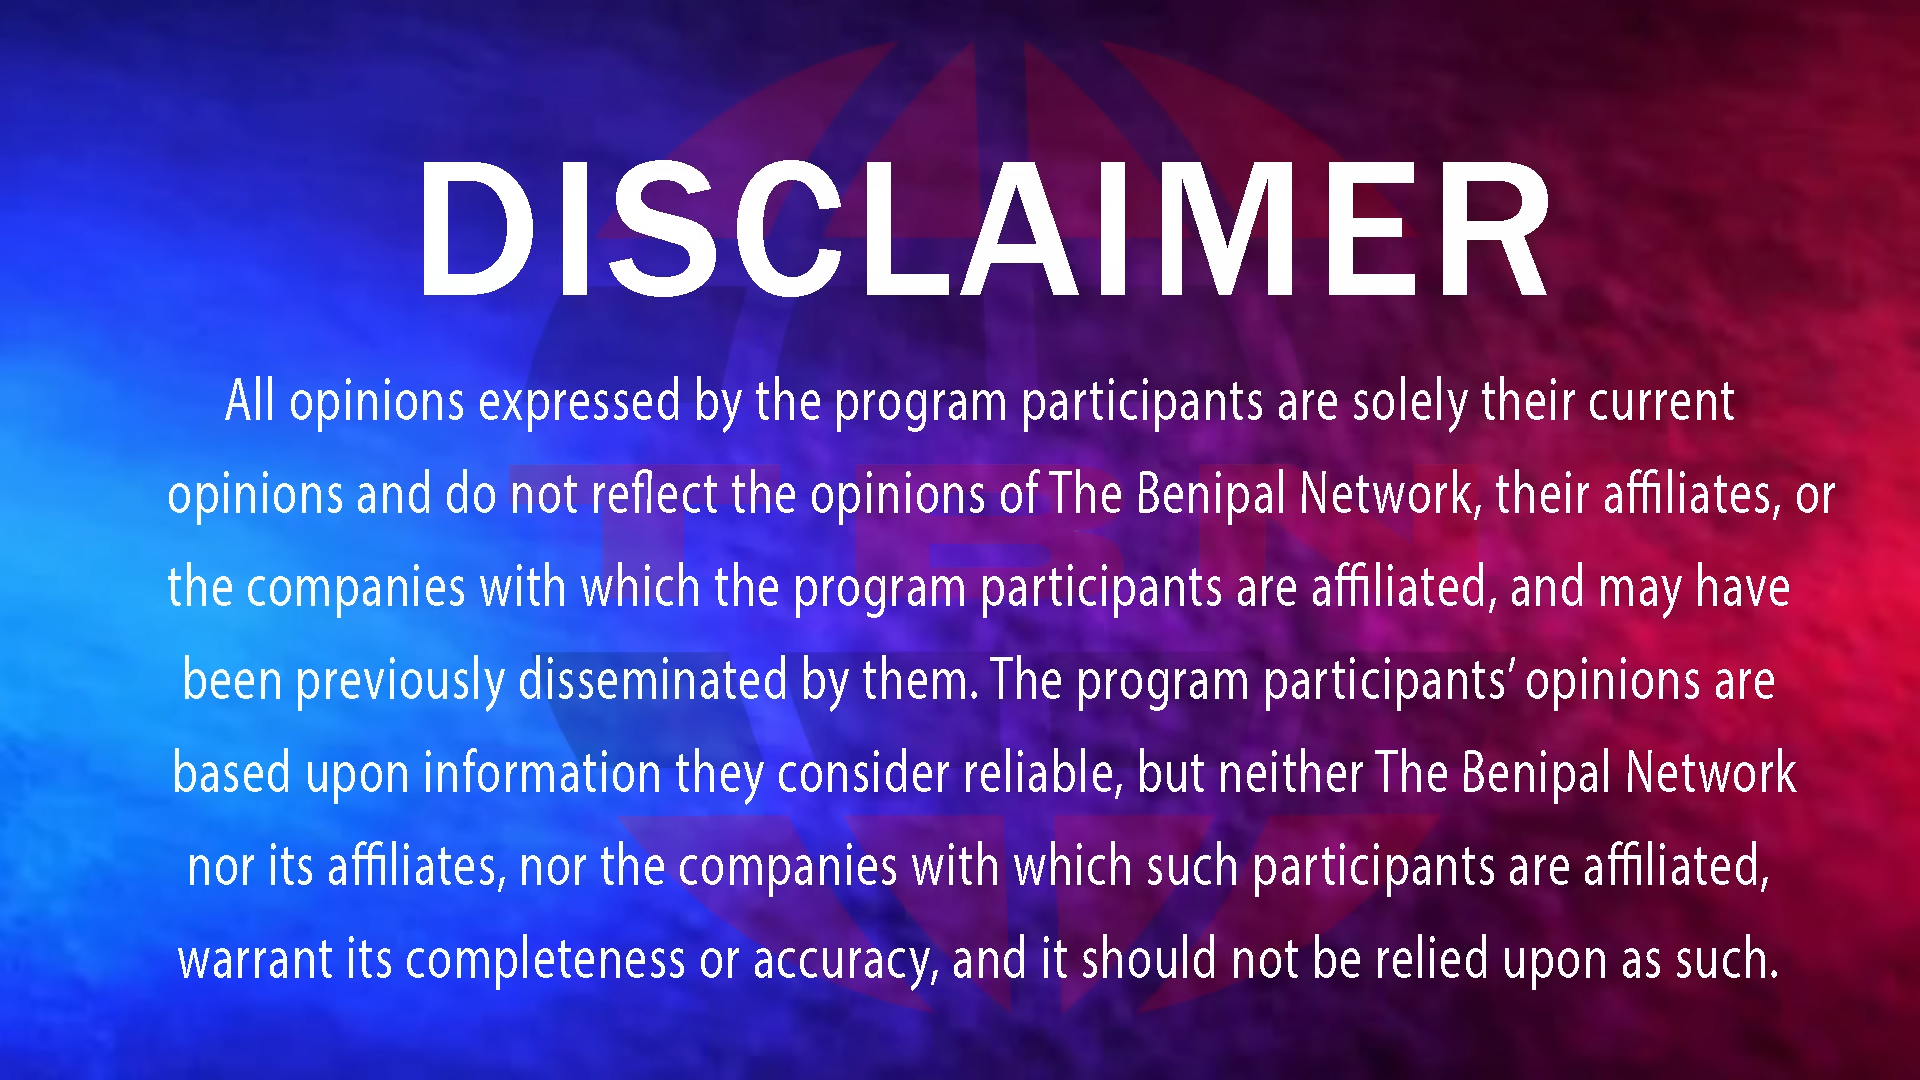 DISCLAIMER
All opinions expressed by the program participants are solely their current
opinions and do not reflect the opinions of The Benipal Network, their affiliates, or
the companies with which the program participants are affiliated, and may have
been previously disseminated by them. The program participants’ opinions are
based upon information they consider reliable, but neither The Benipal Network
nor its affiliates, nor the companies with which such participants are affiliated,
warrant its completeness or accuracy, and it should not be relied upon as such.
TBN